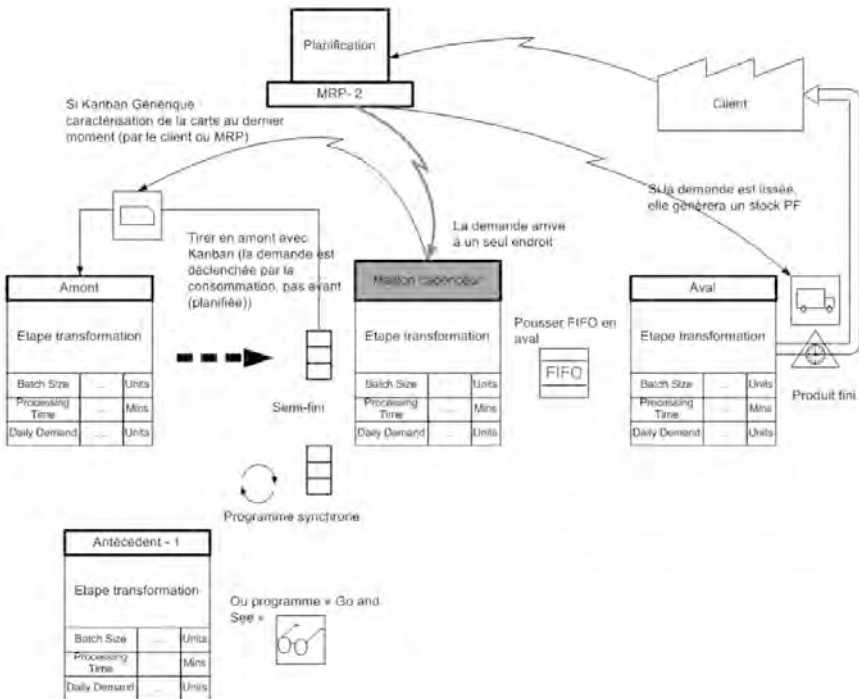 Planification
MRP- 2
Client
Si Kanban Générique :
caractérisation de la carte au dernier
moment (par le client ou MRP)
Si la demande est lissée,
elle génèrera un stock PF
La demande arrive
à un seul endroit
Tirer en amont avec
Kanban (la demande est
déclenchée par la
consommation, pas avant
(planifiée))
Amont
Etape transformation
Batch Size ... Units
Processing Time ... Mins
Daily Demand ... Units
Semi-fini
Maillon cadenceur
Etape transformation
Batch Size ... Units
Processing Time ... Mins
Daily Demand ... Units
Pousser FIFO en
aval
FIFO
Aval
Etape transformation
Batch Size ... Units
Processing Time ... Mins
Daily Demand ... Units
Produit fini
Programme synchrone
Antécédent - 1
Etape transformation
Batch Size ... Units
Processing Time ... Mins
Daily Demand ... Units
Ou programme « Go and
See »